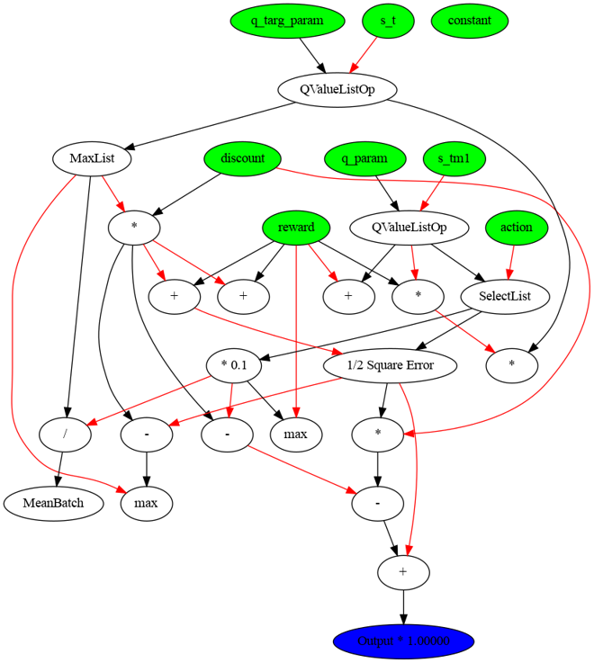 q_targ_param
s_t
constant
QValueListOp
MaxList
discount
q_param
s_tm1
*
reward
QValueListOp
action
+
+
+
*
SelectList
* 0.1
1/2 Square Error
*
/
-
-
max
*
MeanBatch
max
-
+
Output * 1.00000